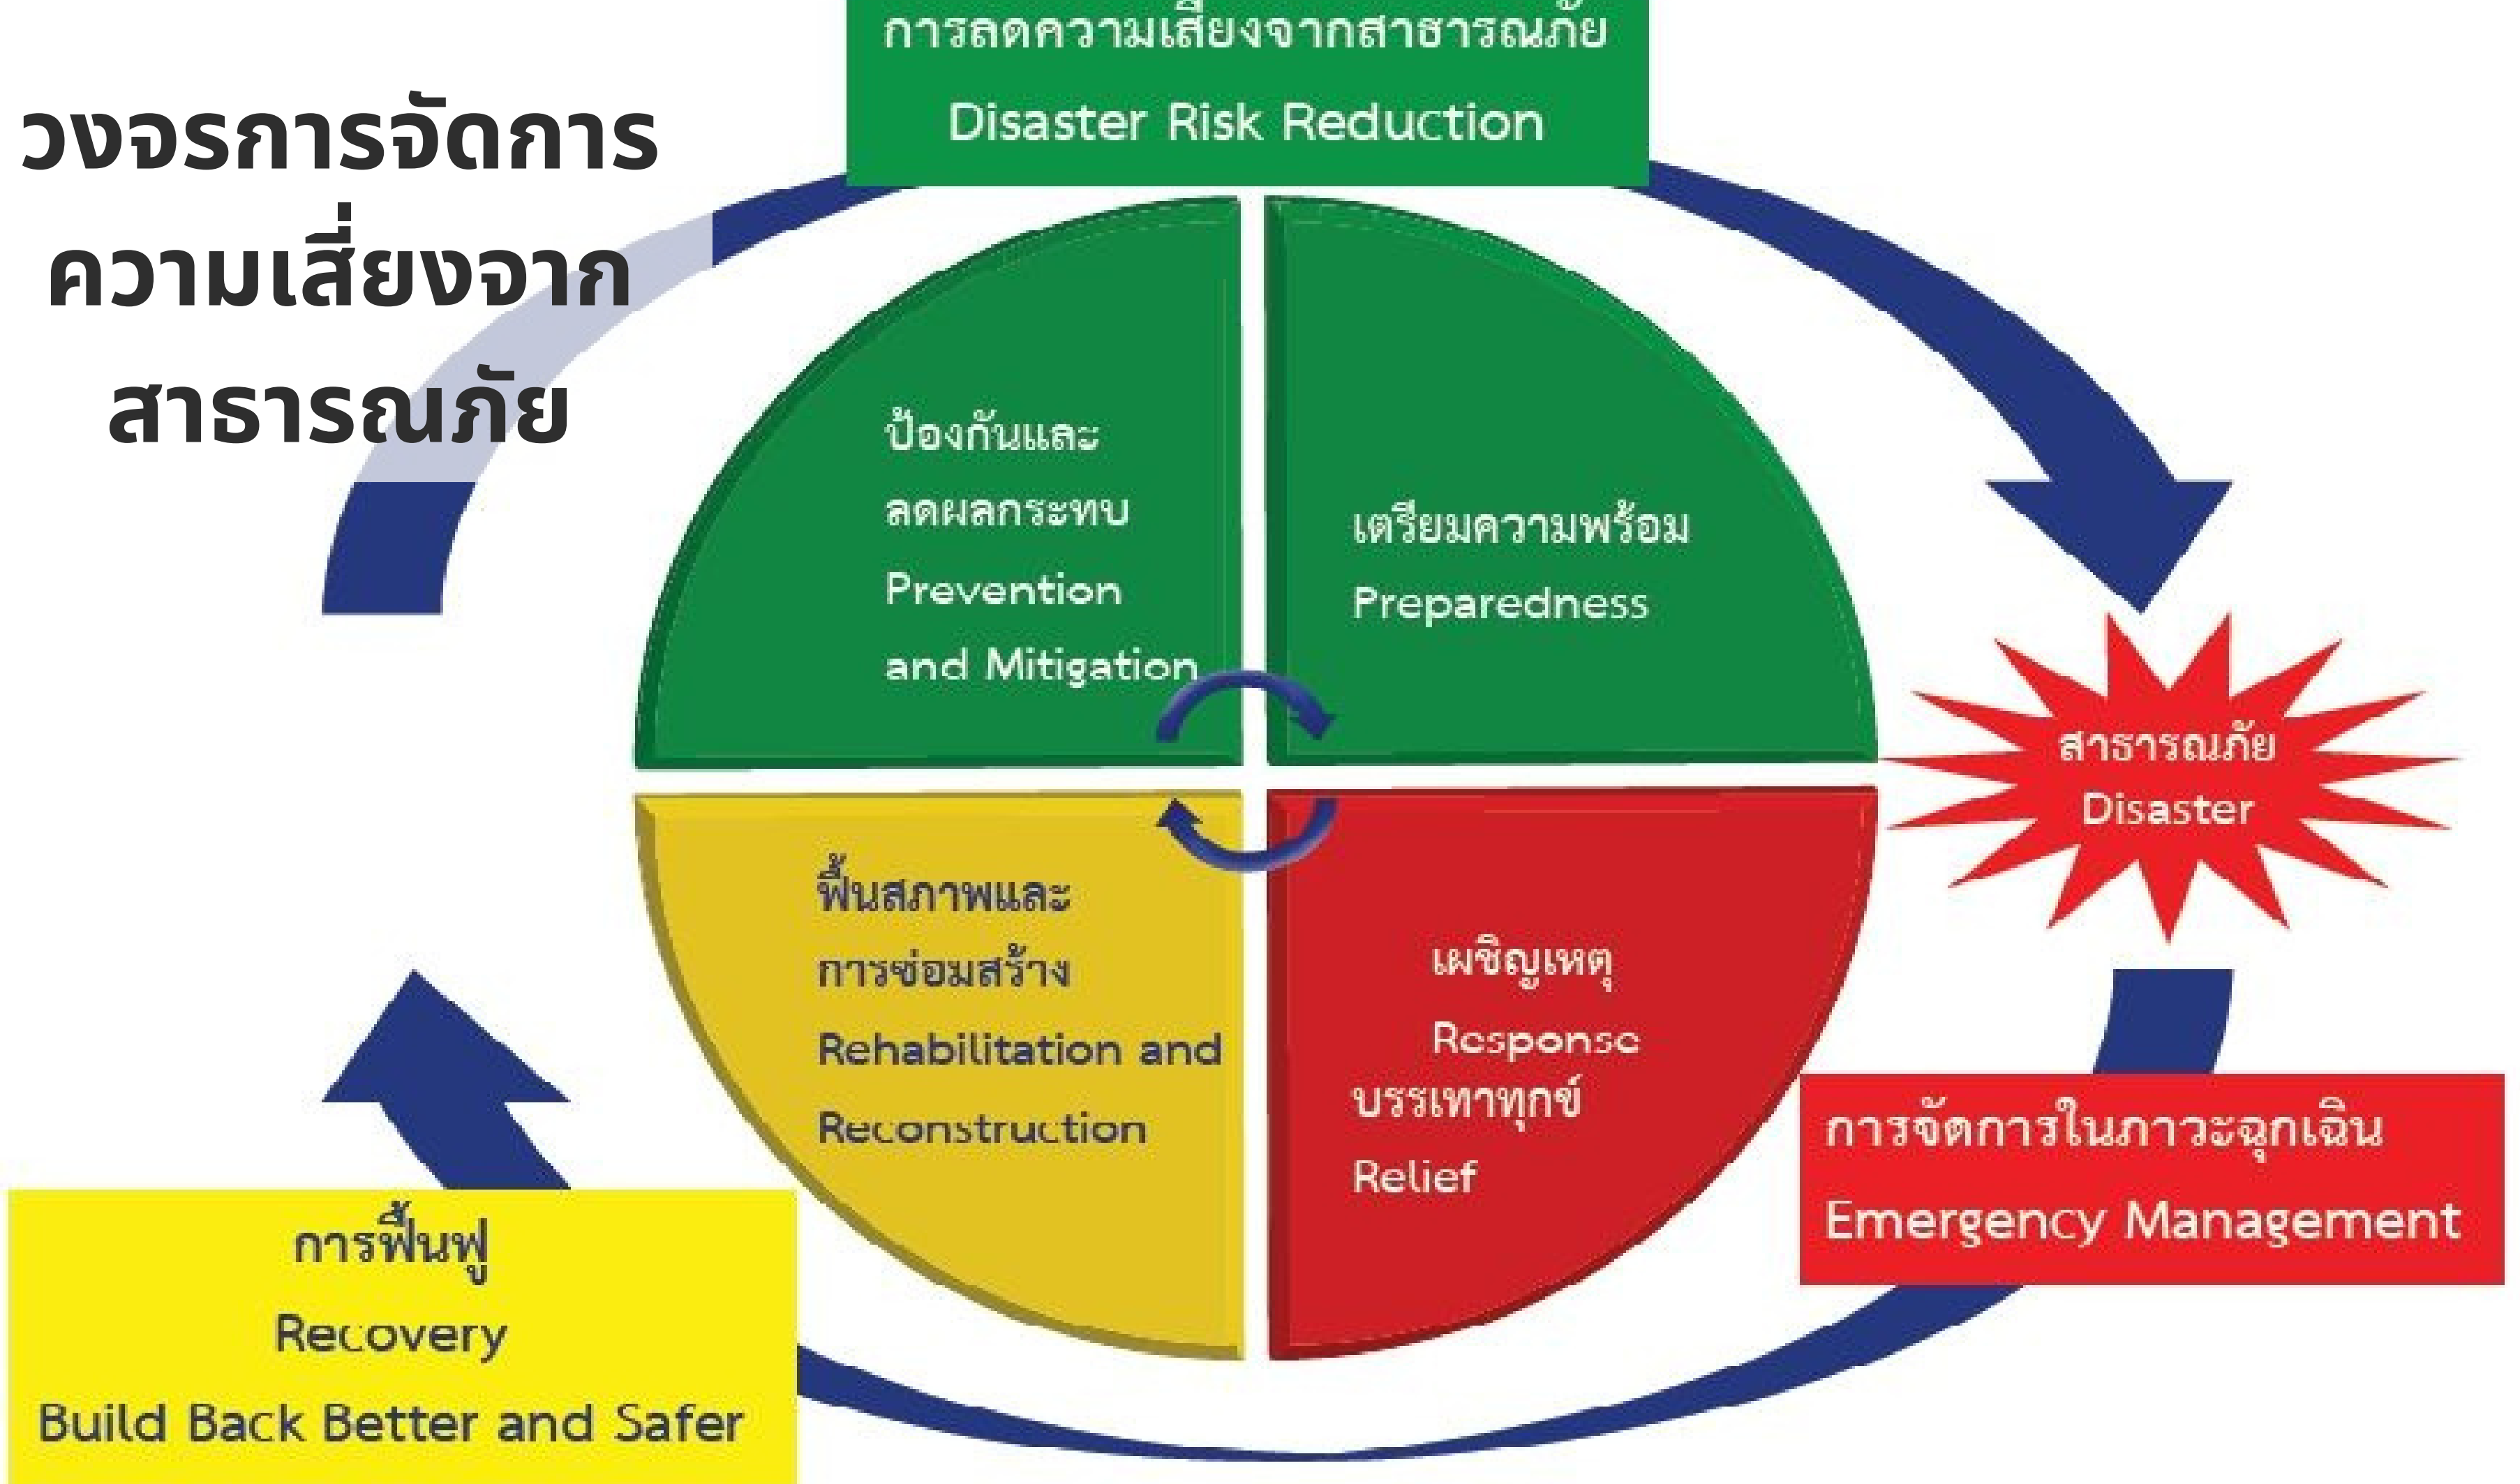 การลดความเสี่ยงจากสาธารณภัย
Disaster Risk Reduction
วงจรการจัดการ
ความเสี่ยงจาก
สาธารณภัย
ป้องกันและ
ลดผลกระทบ
Prevention
and Mitigation
เตรียมความพร้อม
Preparedness
สาธารณภัย
Disaster
ฟื้นสภาพและ
การซ่อมสร้าง
Rehabilitation and
Reconstruction
เผชิญเหตุ
Response
บรรเทาทุกข์
Relief
การจัดการในภาวะฉุกเฉิน
Emergency Management
การฟื้นฟู
Recovery
Build Back Better and Safer